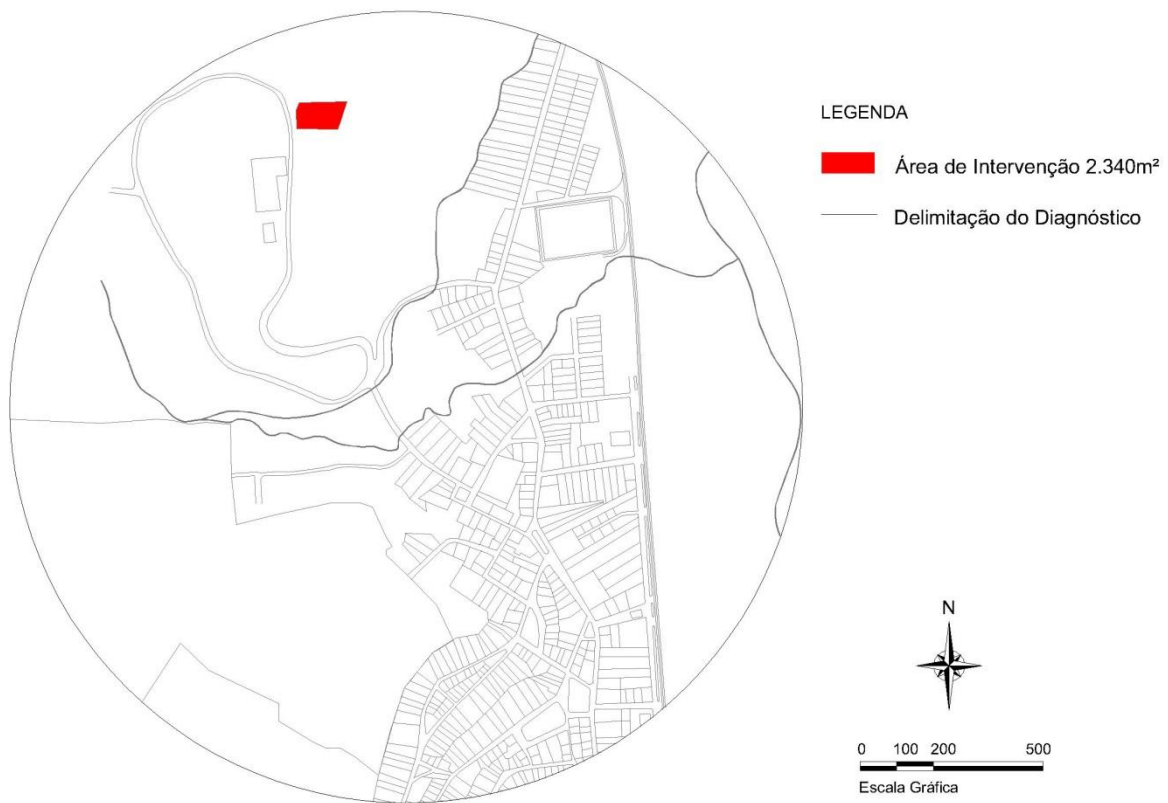 LEGENDA
Área de Intervenção 2.340m²
Delimitação do Diagnóstico
N
0 100 200 500
Escala Gráfica